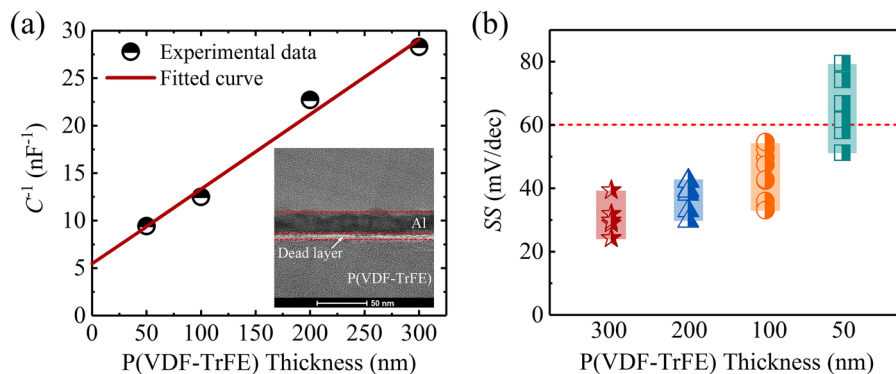 (a)
30
25
20
15
10
5
0
C⁻¹ (nF⁻¹)
Experimental data
Fitted curve
Al
Dead layer
P(VDF-TrFE)
50 nm
0 50 100 150 200 250 300
P(VDF-TrFE) Thickness (nm)
(b)
80
60
40
20
0
SS (mV/dec)
300 200 100 50
P(VDF-TrFE) Thickness (nm)